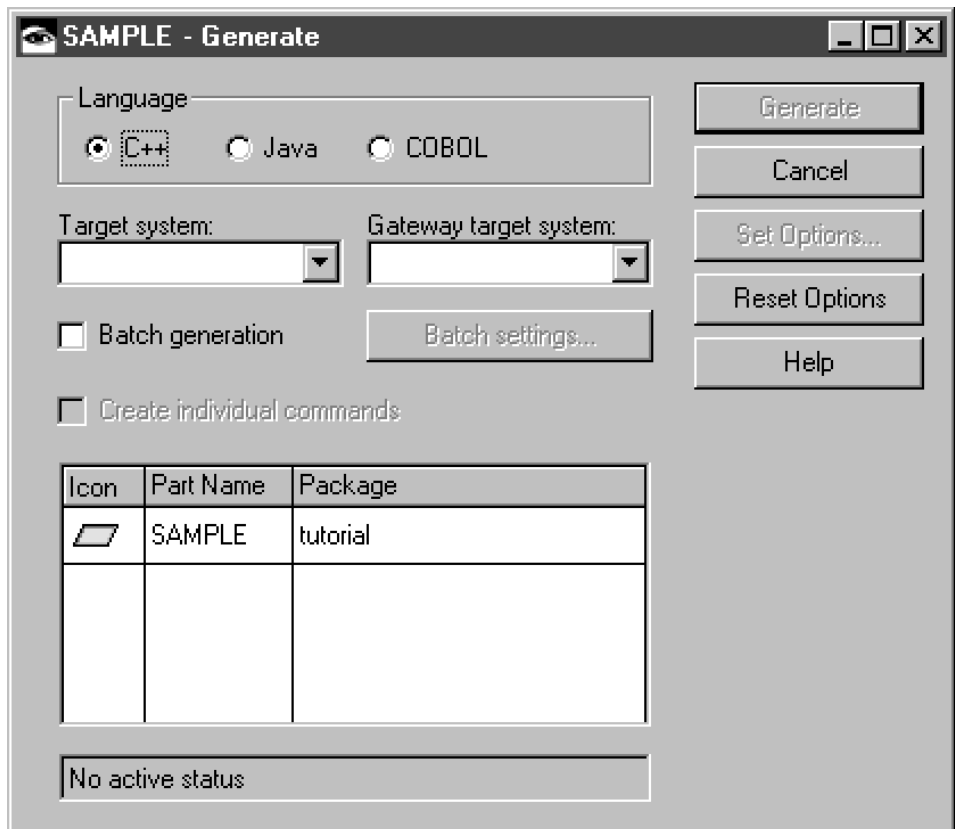 SAMPLE - Generate
Language
C++ Java COBOL
Target system:
Gateway target system:
Batch generation
Batch settings...
Create individual commands
Icon Part Name Package
SAMPLE tutorial
No active status
Generate
Cancel
Set Options...
Reset Options
Help